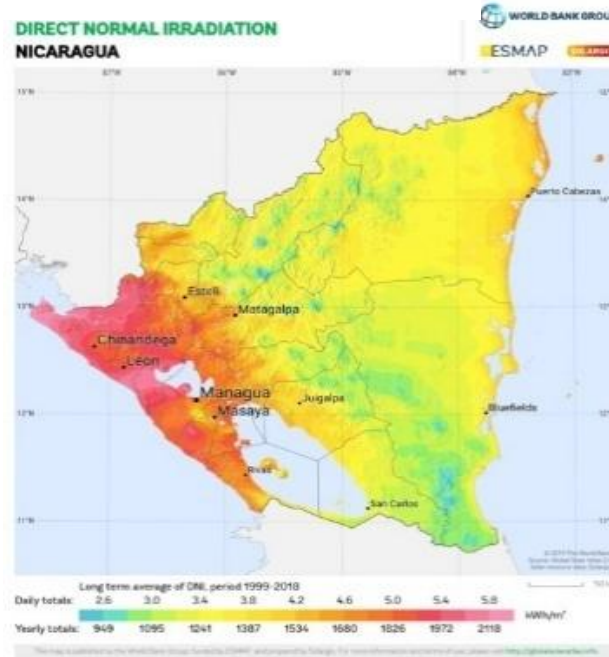 DIRECT NORMAL IRRADIATION
NICARAGUA
WORLD BANK GROUP
ESMAP
Puerto Cabezas
Estelí
Matagalpa
Chinandega
León
Managua
Masaya
Juigalpa
Bluefields
Rivas
San Carlos
Long term average of DNI, period 1999-2018
Daily totals: 2.6 3.0 3.4 3.8 4.2 4.6 5.0 5.4 5.8
kWh/m²
Yearly totals: 949 1095 1241 1387 1534 1680 1826 1972 2118